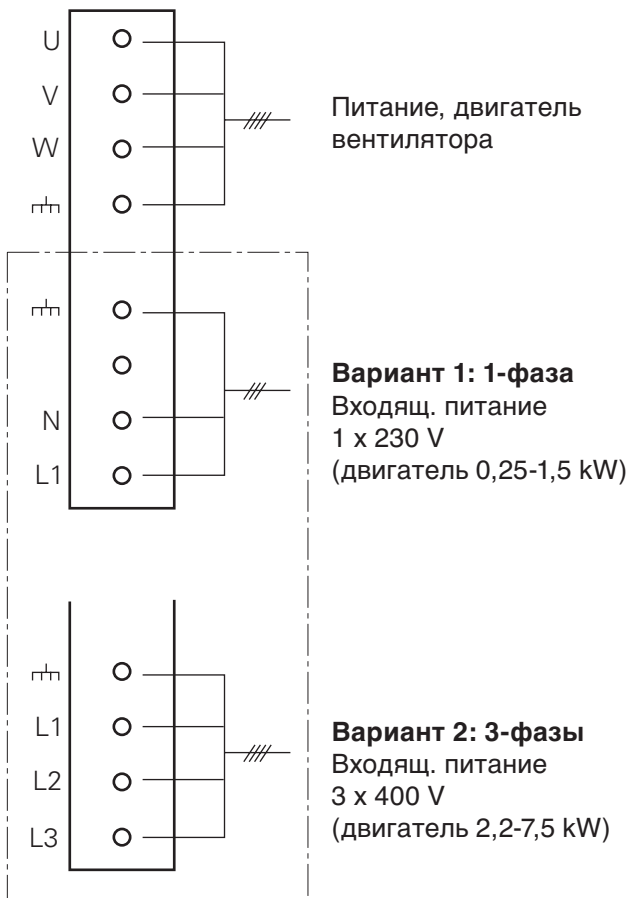 U
V
W
Питание, двигатель
вентилятора
N
L1
Вариант 1: 1-фаза
Входящ. питание
1 x 230 V
(двигатель 0,25-1,5 kW)
L1
L2
L3
Вариант 2: 3-фазы
Входящ. питание
3 x 400 V
(двигатель 2,2-7,5 kW)